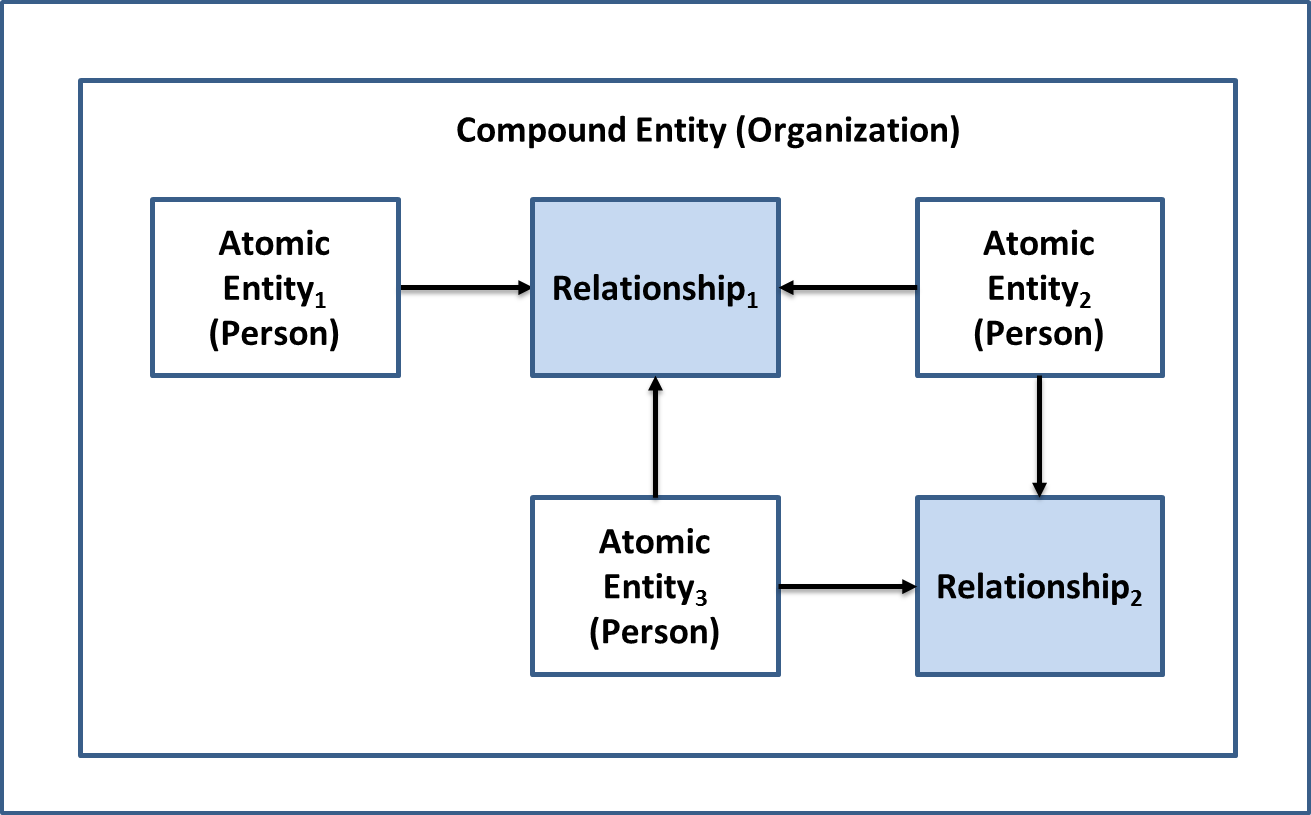 Compound Entity (Organization)
Atomic
Entity₁
(Person)
Relationship₁
Atomic
Entity₂
(Person)
Atomic
Entity₃
(Person)
Relationship₂